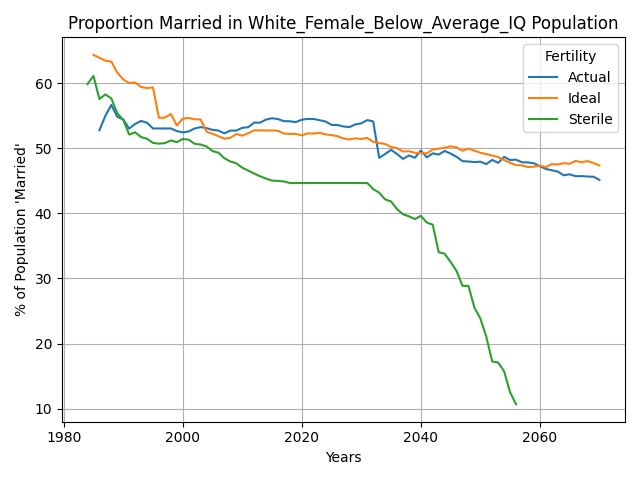 Proportion Married in White_Female_Below_Average_IQ Population
Fertility
Actual
Ideal
Sterile
% of Population 'Married'
60
50
40
30
20
10
1980
2000
2020
2040
2060
Years